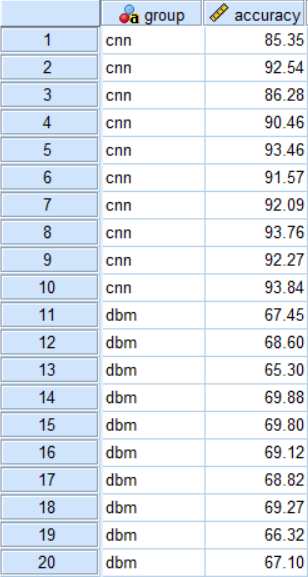 group accuracy
1 cnn 85.35
2 cnn 92.54
3 cnn 86.28
4 cnn 90.46
5 cnn 93.46
6 cnn 91.57
7 cnn 92.09
8 cnn 93.76
9 cnn 92.27
10 cnn 93.84
11 dbm 67.45
12 dbm 68.60
13 dbm 65.30
14 dbm 69.88
15 dbm 69.80
16 dbm 69.12
17 dbm 68.82
18 dbm 69.27
19 dbm 66.32
20 dbm 67.10